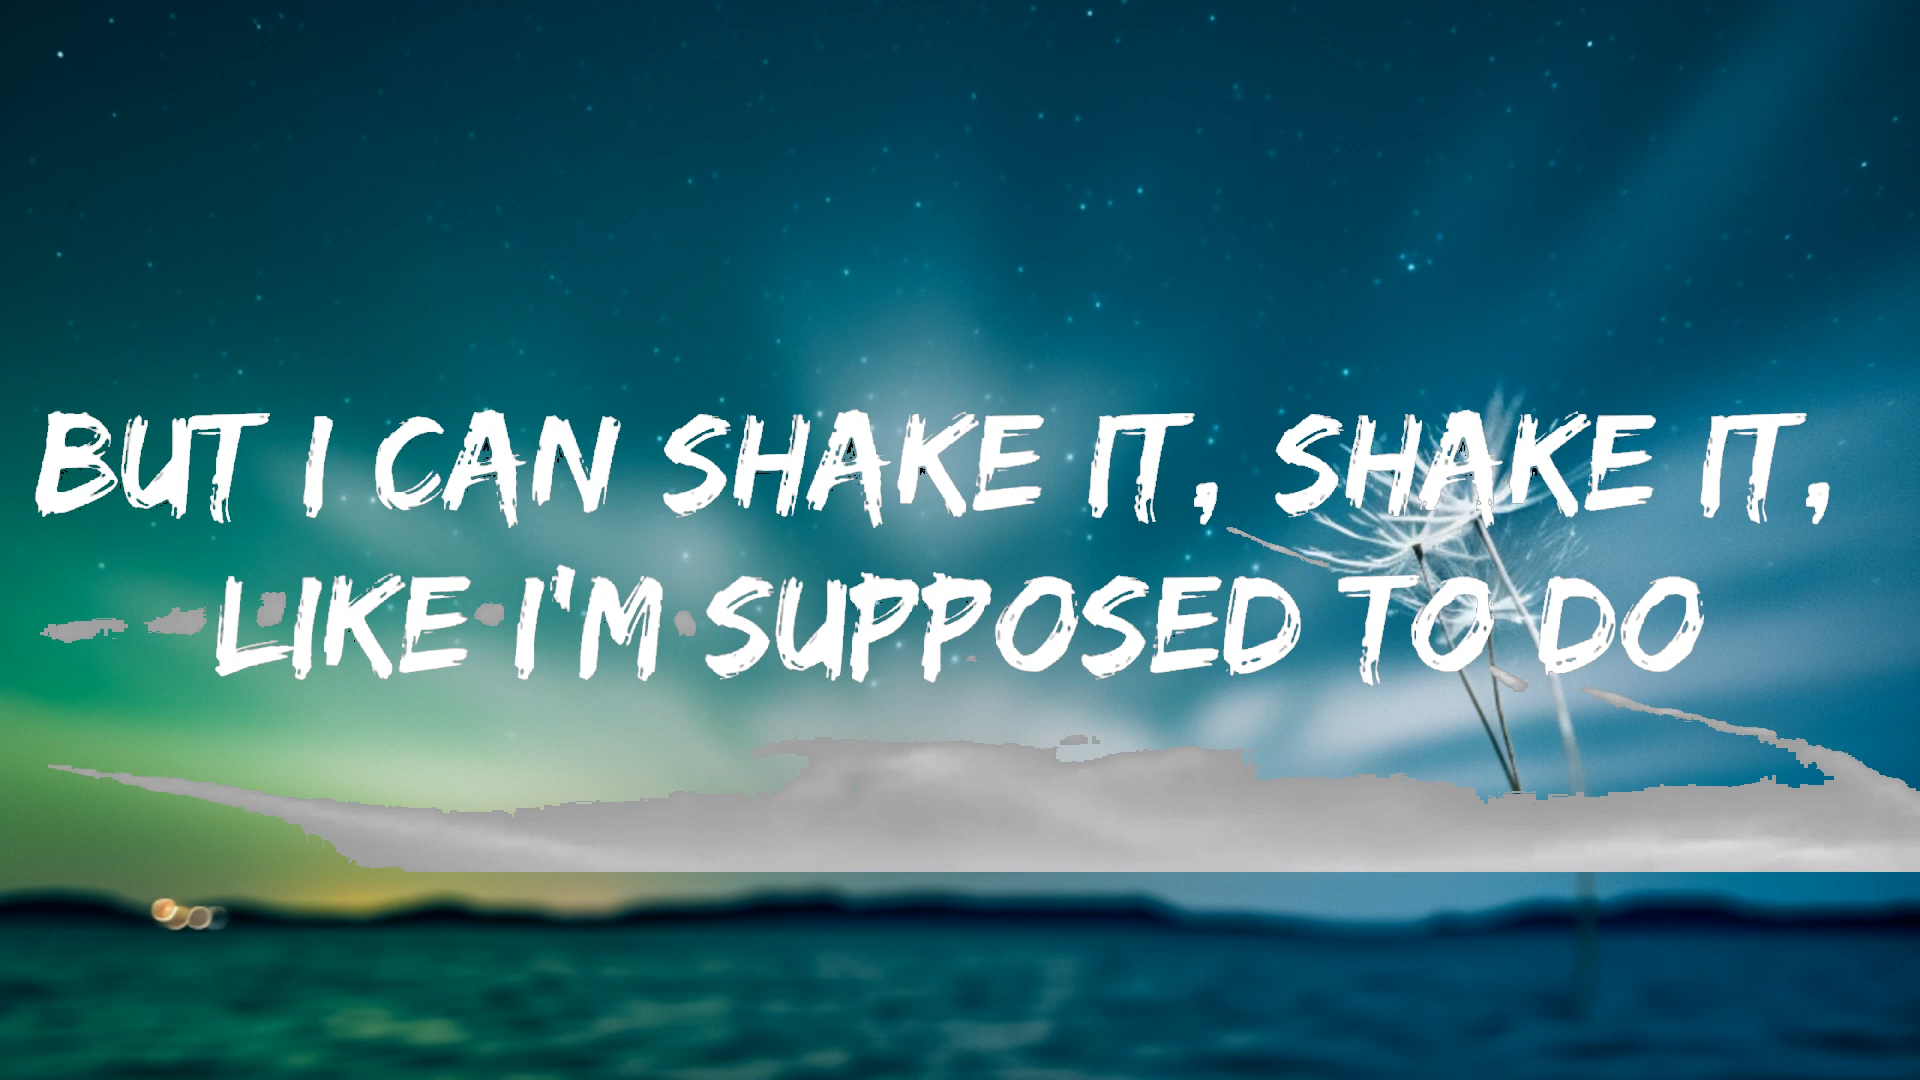 BUT I CAN SHAKE IT, SHAKE IT,
LIKE I'M SUPPOSED TO DO